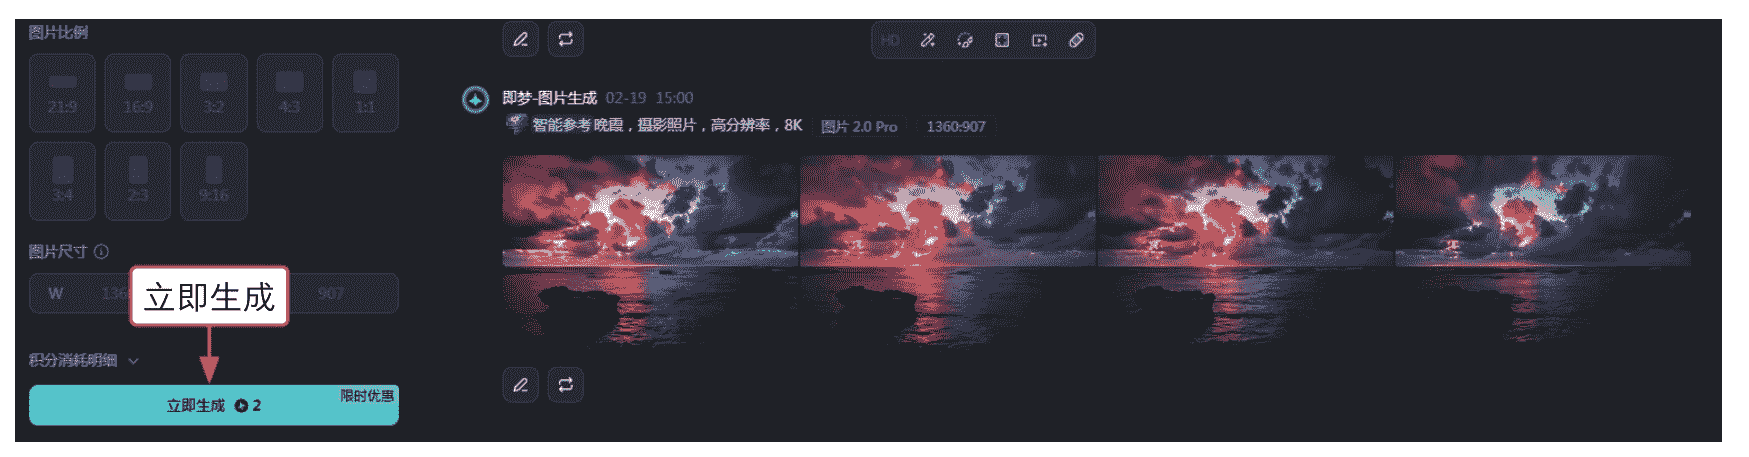 图片比例
21:9 16:9 3:2 4:3 1:1
3:4 2:3 9:16
图片尺寸
W 136 907
立即生成
积分消耗明细
立即生成 2 限时优惠
HD
即梦-图片生成 02-19 15:00
智能参考 晚霞，摄影照片，高分辨率，8K 图片 2.0 Pro 1360:907